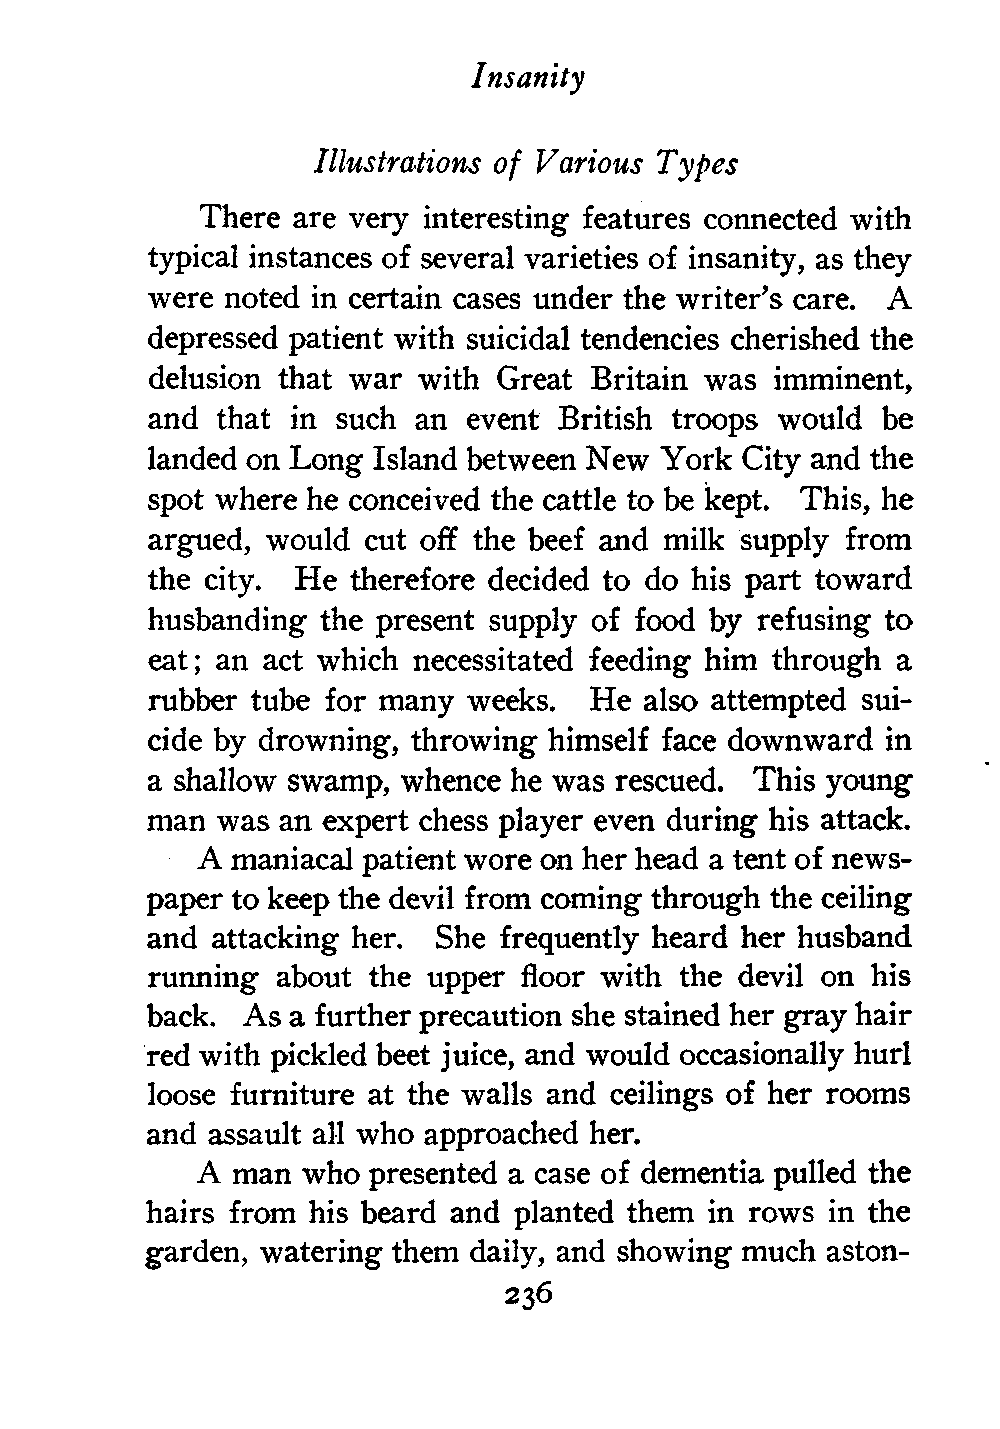 Insanity
Illustrations of Various Types
There are very interesting features connected with
typical instances of several varieties of insanity, as they
were noted in certain cases under the writer's care. A
depressed patient with suicidal tendencies cherished the
delusion that war with Great Britain was imminent,
and that in such an event British troops would be
landed on Long Island between New York City and the
spot where he conceived the cattle to be kept. This, he
argued, would cut off the beef and milk supply from
the city. He therefore decided to do his part toward
husbanding the present supply of food by refusing to
eat; an act which necessitated feeding him through a
rubber tube for many weeks. He also attempted sui-
cide by drowning, throwing himself face downward in
a shallow swamp, whence he was rescued. This young
man was an expert chess player even during his attack.
A maniacal patient wore on her head a tent of news-
paper to keep the devil from coming through the ceiling
and attacking her. She frequently heard her husband
running about the upper floor with the devil on his
back. As a further precaution she stained her gray hair
red with pickled beet juice, and would occasionally hurl
loose furniture at the walls and ceilings of her rooms
and assault all who approached her.
A man who presented a case of dementia pulled the
hairs from his beard and planted them in rows in the
garden, watering them daily, and showing much aston-
236